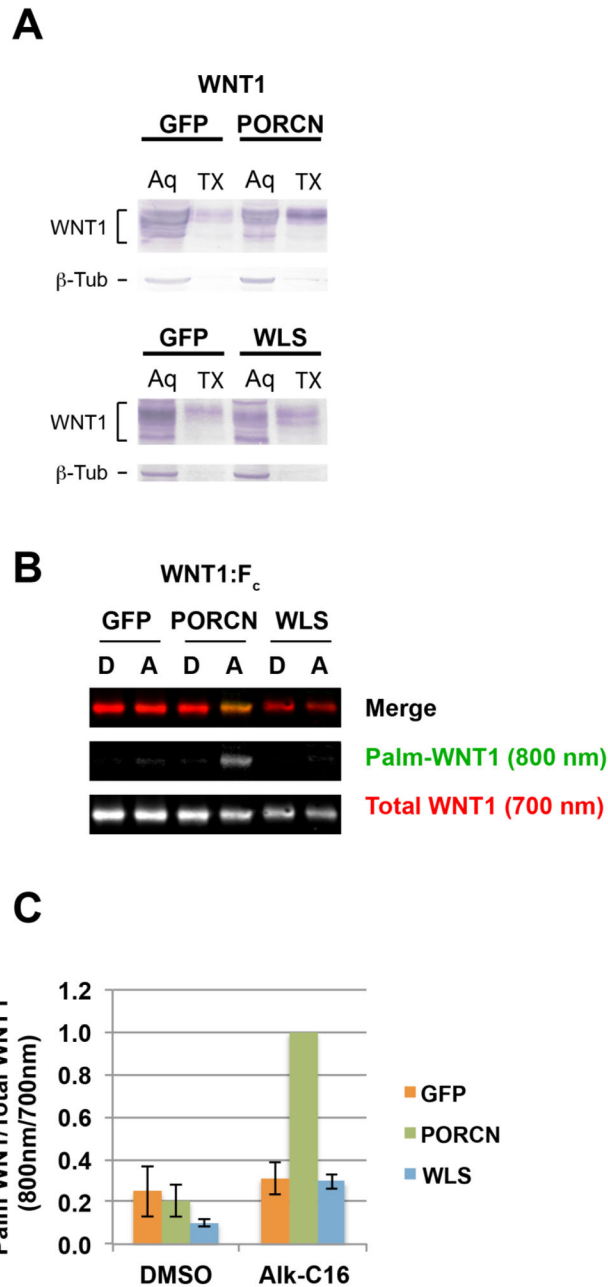 A
WNT1
GFP PORCN
Aq TX Aq TX
WNT1
β-Tub
GFP WLS
Aq TX Aq TX
WNT1
β-Tub
B
WNT1:Fc
GFP PORCN WLS
D A D A D A
Merge
Palm-WNT1 (800 nm)
Total WNT1 (700 nm)
C
(800nm/700nm)
1.2
1.0
0.8
0.6
0.4
0.2
0.0
GFP
PORCN
WLS
DMSO Alk-C16